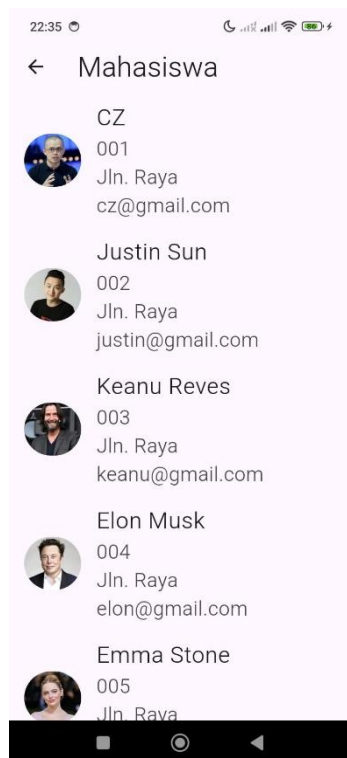 22:35
86
Mahasiswa
CZ
001
Jln. Raya
cz@gmail.com
Justin Sun
002
Jln. Raya
justin@gmail.com
Keanu Reves
003
Jln. Raya
keanu@gmail.com
Elon Musk
004
Jln. Raya
elon@gmail.com
Emma Stone
005
Jln. Raya